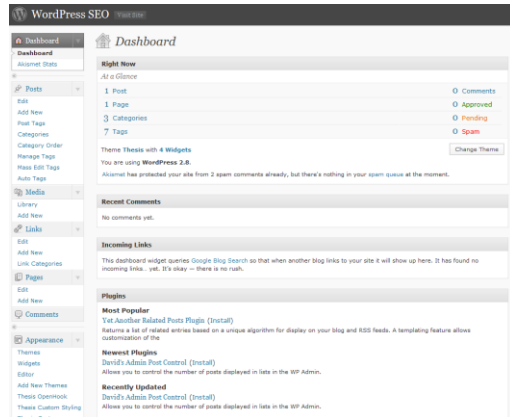 WordPress SEO Visit Site
Dashboard
Dashboard
Akismet Stats
Posts
Edit
Add New
Post Tags
Categories
Category Order
Manage Tags
Mass Edit Tags
Auto Tags
Media
Library
Add New
Links
Edit
Add New
Link Categories
Pages
Edit
Add New
Comments
Appearance
Themes
Widgets
Editor
Add New Themes
Thesis OpenHook
Thesis Custom Styling
Dashboard
Right Now
At a Glance
1 Post 0 Comments
1 Page 0 Approved
3 Categories 0 Pending
7 Tags 0 Spam
Theme Thesis with 4 Widgets Change Theme
You are using WordPress 2.8.
Akismet has protected your site from 2 spam comments already, but there's nothing in your spam queue at the moment.
Recent Comments
No comments yet.
Incoming Links
This dashboard widget queries Google Blog Search so that when another blog links to your site it will show up here. It has found no
incoming links… yet. It's okay — there is no rush.
Plugins
Most Popular
Yet Another Related Posts Plugin (Install)
Returns a list of related entries based on a unique algorithm for display on your blog and RSS feeds. A templating feature allows
customization of the
Newest Plugins
David's Admin Post Control (Install)
Allows you to control the number of posts displayed in lists in the WP Admin.
Recently Updated
David's Admin Post Control (Install)
Allows you to control the number of posts displayed in lists in the WP Admin.